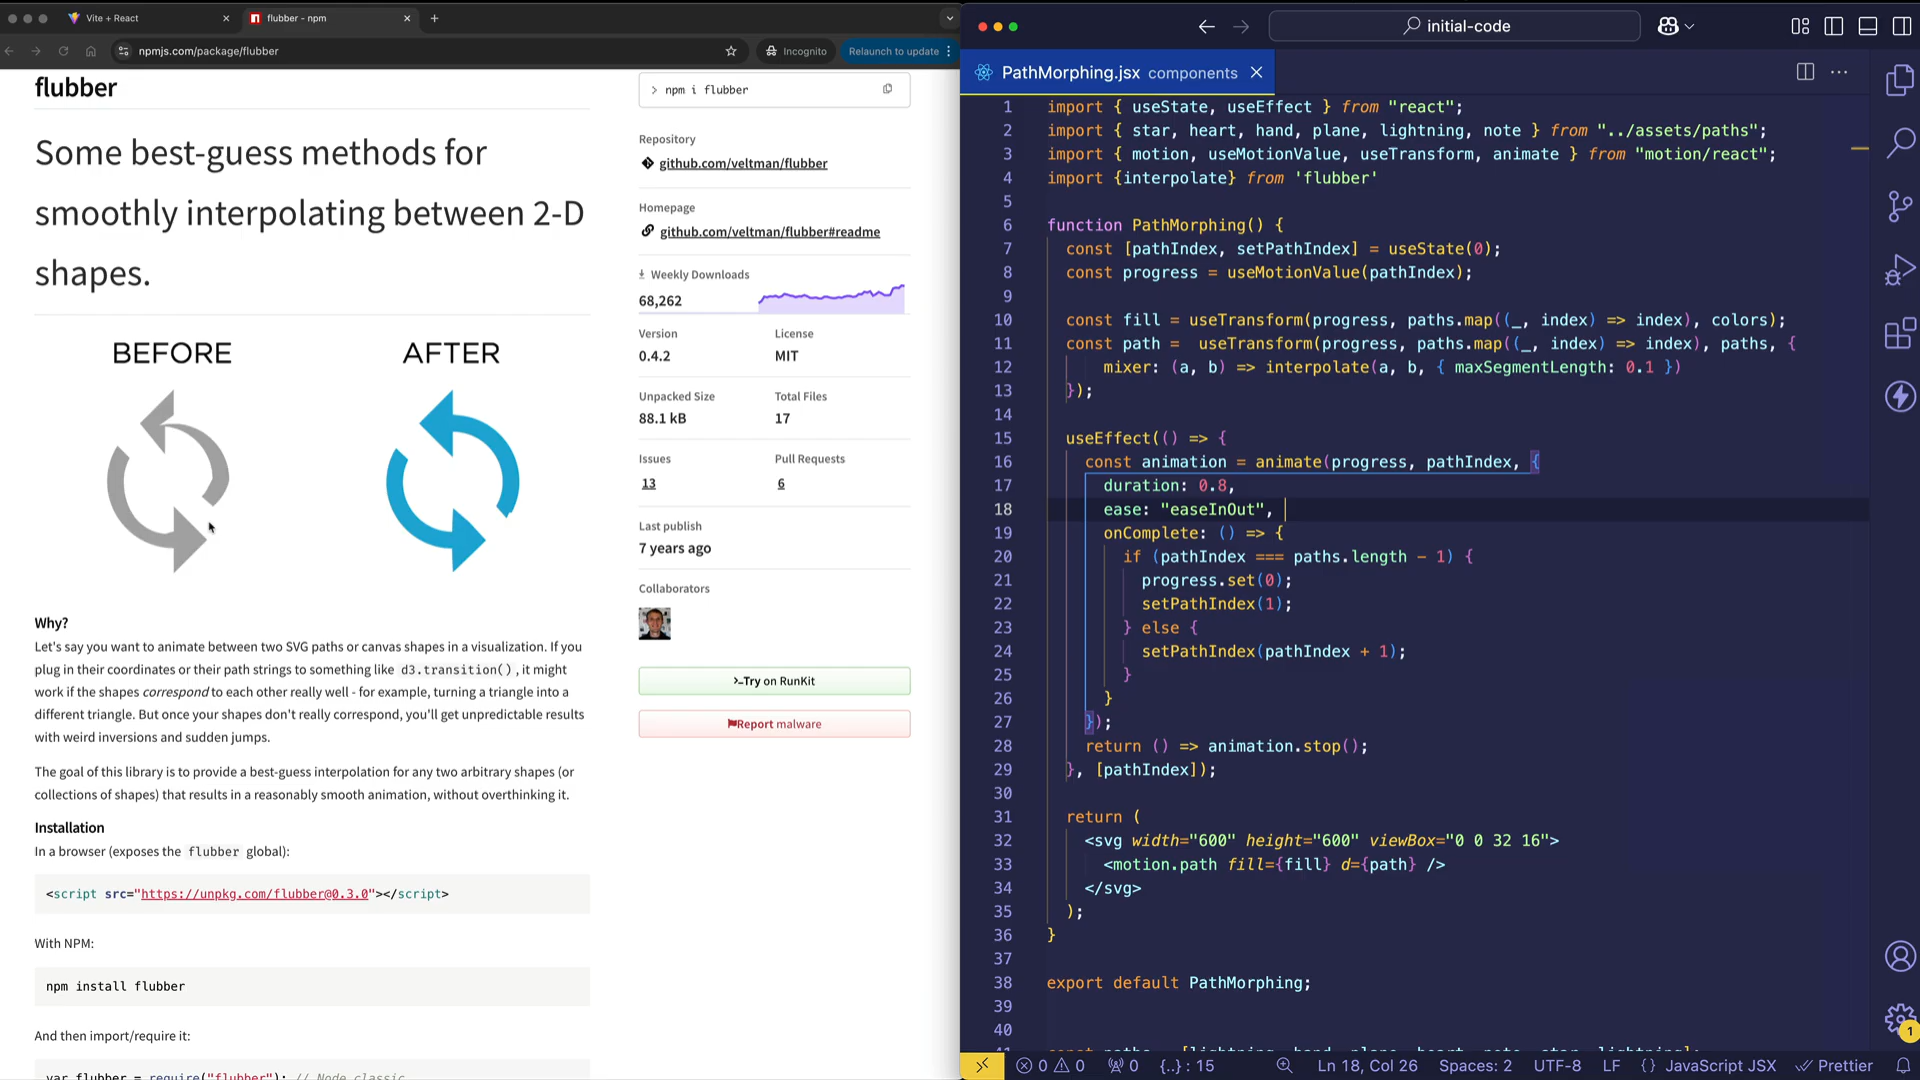 Vite + React
flubber - npm
npmjs.com/package/flubber
Incognito
Relaunch to update
flubber
Some best-guess methods for
smoothly interpolating between 2-D
shapes.
BEFORE
AFTER
Why?
Let's say you want to animate between two SVG paths or canvas shapes in a visualization. If you
plug in their coordinates or their path strings to something like d3.transition(), it might
work if the shapes correspond to each other really well - for example, turning a triangle into a
different triangle. But once your shapes don't really correspond, you'll get unpredictable results
with weird inversions and sudden jumps.
The goal of this library is to provide a best-guess interpolation for any two arbitrary shapes (or
collections of shapes) that results in a reasonably smooth animation, without overthinking it.
Installation
In a browser (exposes the flubber global):
<script src="https://unpkg.com/flubber@0.3.0"></script>
With NPM:
npm install flubber
And then import/require it:
var flubber = require("flubber"); // Node classic
> npm i flubber
Repository
github.com/veltman/flubber
Homepage
github.com/veltman/flubber#readme
Weekly Downloads
68,262
Version
License
0.4.2
MIT
Unpacked Size
Total Files
88.1 kB
17
Issues
Pull Requests
13
6
Last publish
7 years ago
Collaborators
>_Try on RunKit
Report malware
initial-code
PathMorphing.jsx components
1 import { useState, useEffect } from "react";
2 import { star, heart, hand, plane, lightning, note } from "../assets/paths";
3 import { motion, useMotionValue, useTransform, animate } from "motion/react";
4 import {interpolate} from 'flubber'
5
6 function PathMorphing() {
7 const [pathIndex, setPathIndex] = useState(0);
8 const progress = useMotionValue(pathIndex);
9
10 const fill = useTransform(progress, paths.map((_, index) => index), colors);
11 const path =  useTransform(progress, paths.map((_, index) => index), paths, {
12 mixer: (a, b) => interpolate(a, b, { maxSegmentLength: 0.1 })
13 });
14
15 useEffect(() => {
16 const animation = animate(progress, pathIndex, {
17 duration: 0.8,
18 ease: "easeInOut",
19 onComplete: () => {
20 if (pathIndex === paths.length - 1) {
21 progress.set(0);
22 setPathIndex(1);
23 } else {
24 setPathIndex(pathIndex + 1);
25 }
26 }
27 });
28 return () => animation.stop();
29 }, [pathIndex]);
30
31 return (
32 <svg width="600" height="600" viewBox="0 0 32 16">
33 <motion.path fill={fill} d={path} />
34 </svg>
35 );
36 }
37
38 export default PathMorphing;
39
40
41 const paths = [lightning, hand, plane, heart, note, star, lightning];
1
0 0 0 {..} : 15 Ln 18, Col 26 Spaces: 2 UTF-8 LF {} JavaScript JSX Prettier